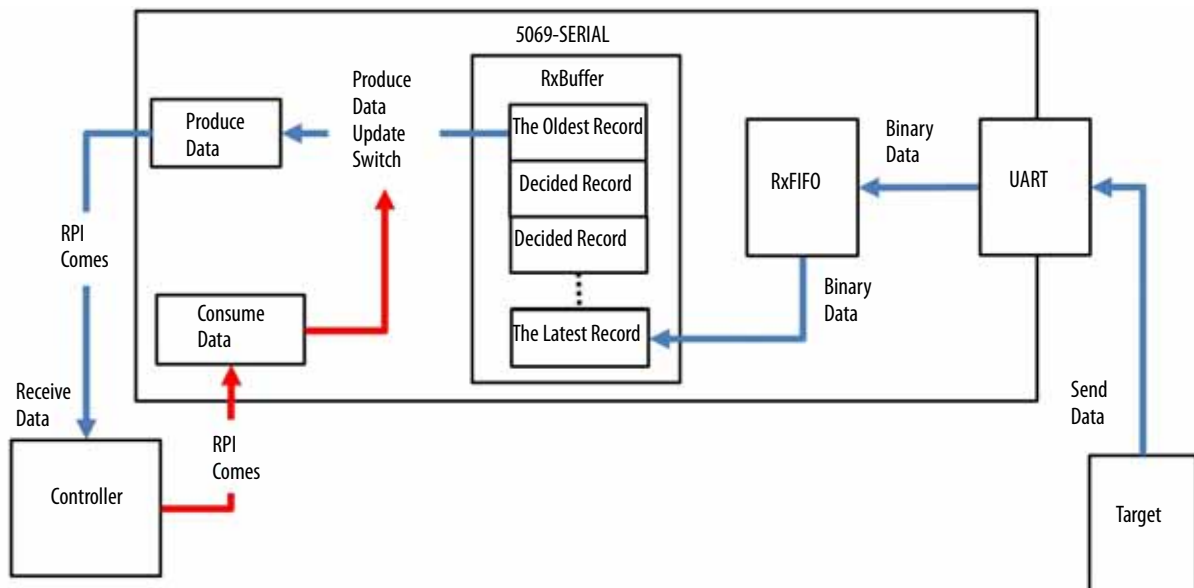 5069-SERIAL
RxBuffer
Produce
Data
Update
Switch
Produce
Data
The Oldest Record
Decided Record
Decided Record
The Latest Record
Binary
Data
RxFIFO
UART
Binary
Data
RPI
Comes
Consume
Data
Receive
Data
RPI
Comes
Send
Data
Controller
Target